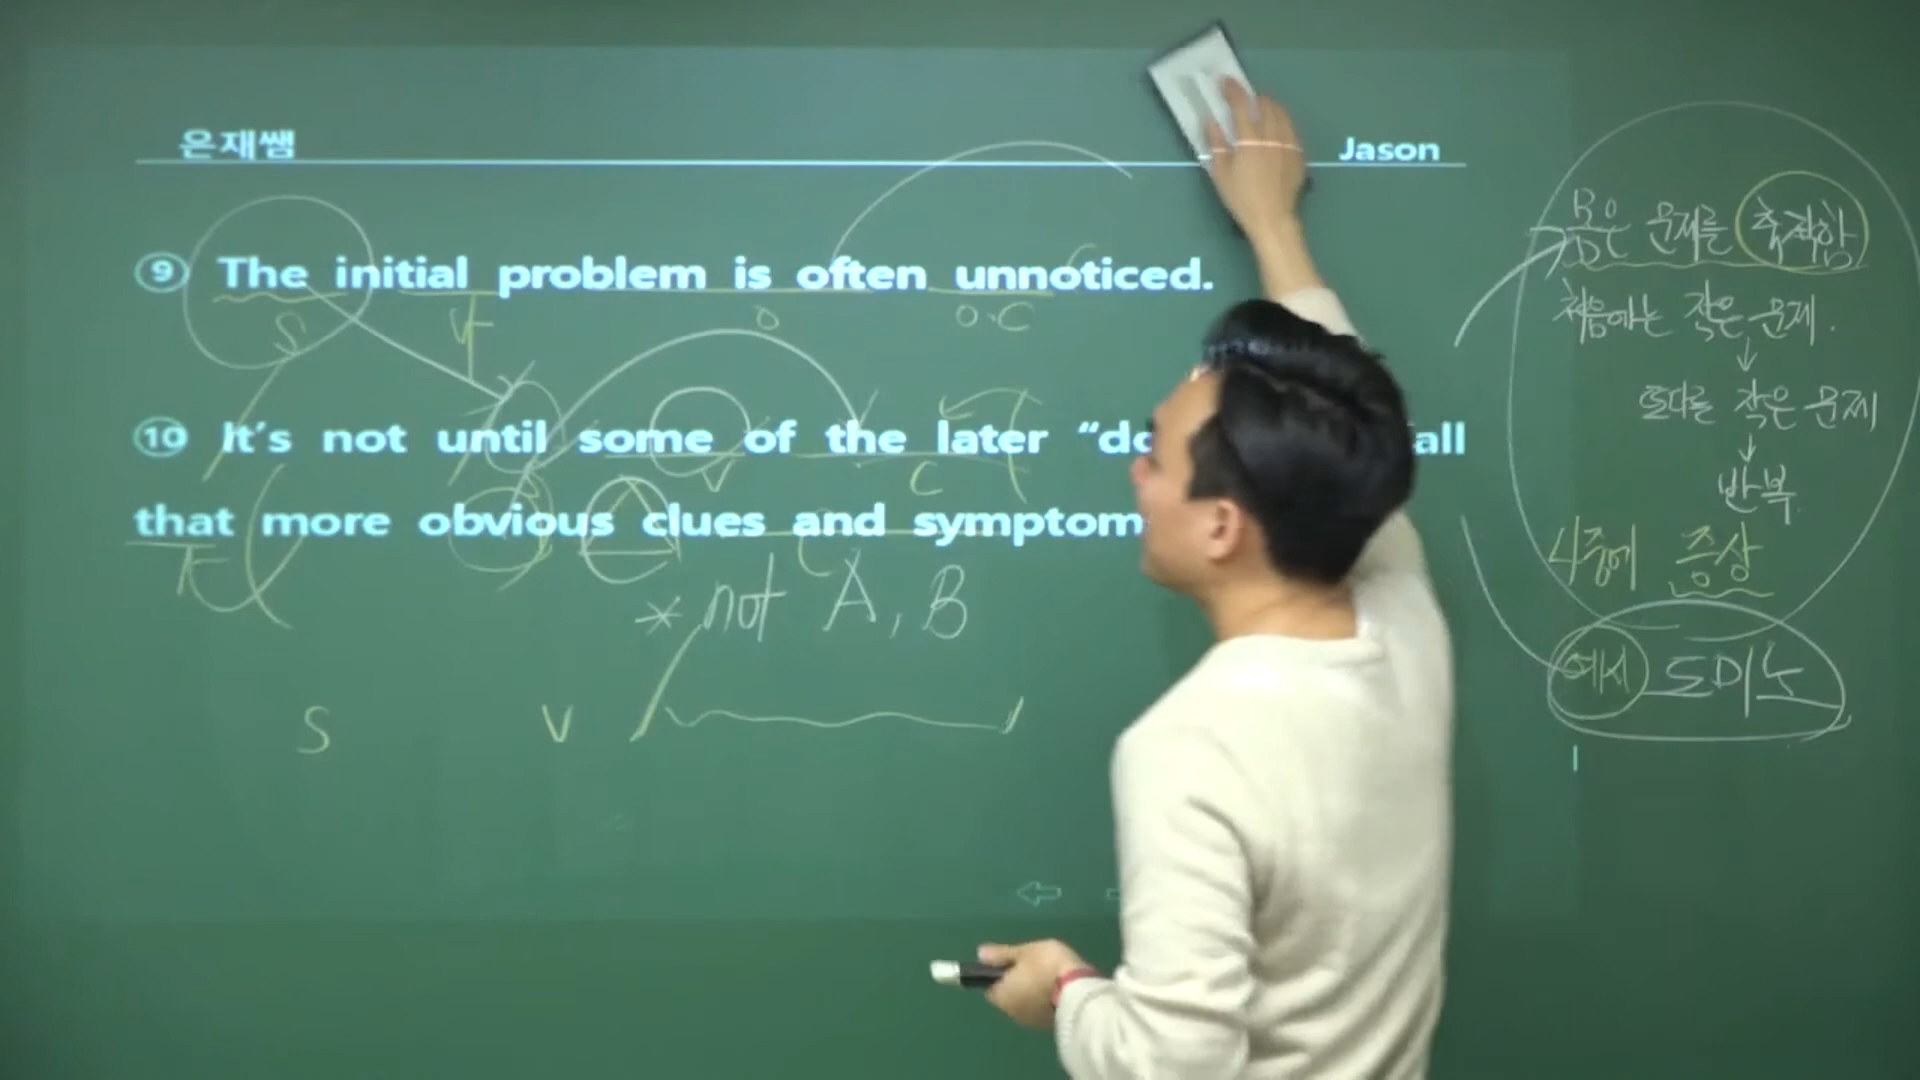 은재쌤
Jason
⑨ The initial problem is often unnoticed.
S V O O.C
⑩ It's not until some of the later “do all
V C
that more obvious clues and symptom
* not A, B
S V
몸은 문제를 축적함
처음에는 작은 문제.
↓
또다른 작은 문제
↓
반복
나중에 증상
예시 도미노